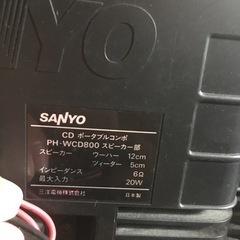 YO
SANYO
CD ポータブルコンポ
PH-WCD800 スピーカー部
スピーカー ウーハー 12cm
ツィーター 5cm
インピーダンス 6Ω
最大入力 20W
三洋電機株式会社 日本製